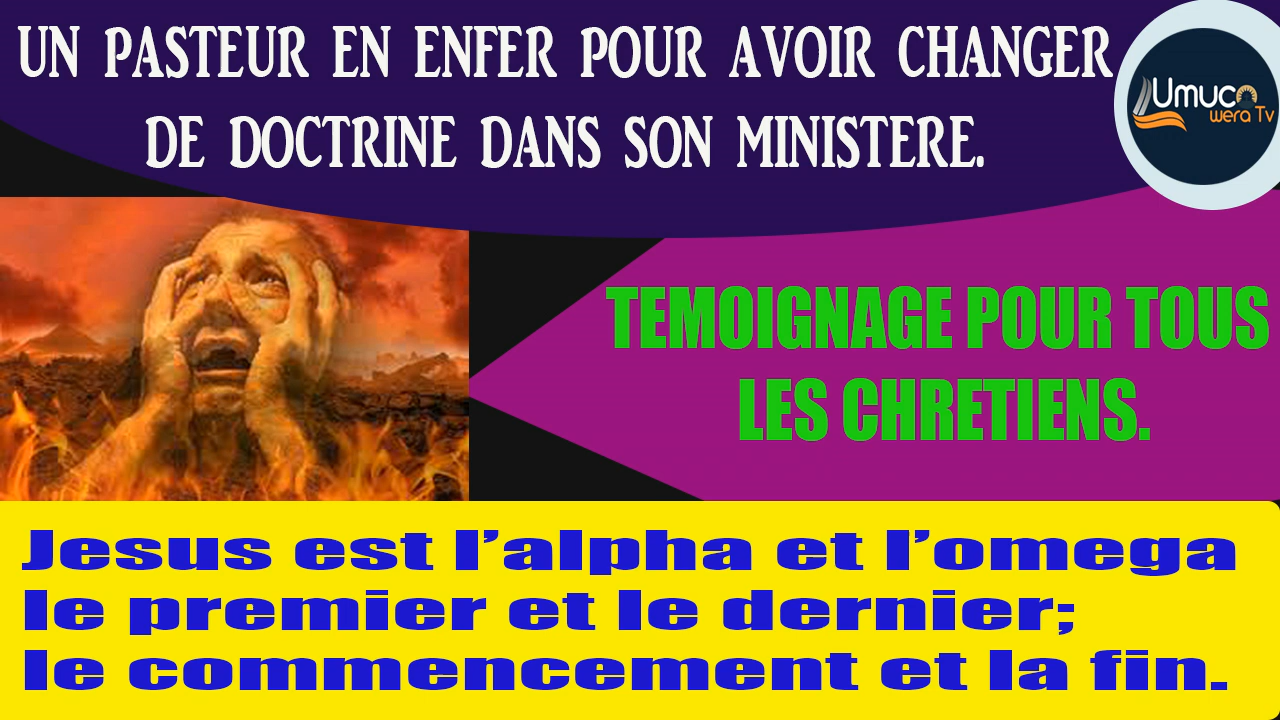 UN PASTEUR EN ENFER POUR AVOIR CHANGER
DE DOCTRINE DANS SON MINISTERE.
Umuco
wera Tv
TEMOIGNAGE POUR TOUS
LES CHRETIENS.
Jesus est l’alpha et l’omega
le premier et le dernier;
le commencement et la fin.